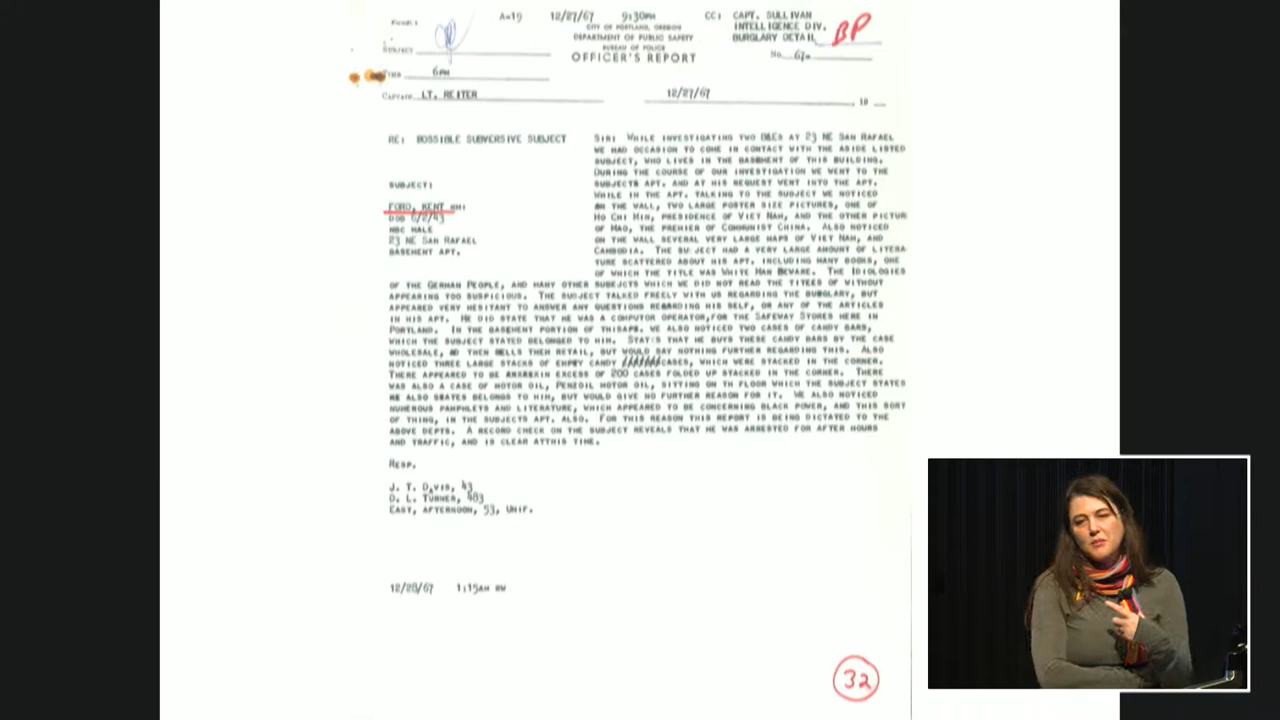 A-19 12/27/67 9:30PM CC: CAPT. SULLIVAN
CITY OF PORTLAND, OREGON INTELLIGENCE DIV.
DEPARTMENT OF PUBLIC SAFETY BURGLARY DETAIL BP
BUREAU OF POLICE
SUBJECT
OFFICER'S REPORT No. 67-
TIME 6PM
CAPTAIN LT. REITER 12/27/67 19
RE: BOSSIBLE SUBVERSIVE SUBJECT
SUBJECT:
FORD, KENT
DOB 6/2/43
NBC MALE
23 NE SAN RAFAEL
BASEMENT APT.
SIR: WHILE INVESTIGATING TWO AT 23 NE SAN RAFAEL
WE HAD OCCASION TO COME IN CONTACT WITH THE ASIDE LISTED
SUBJECT, WHO LIVES IN THE BASEMENT OF THIS BUILDING.
DURING THE COURSE OF OUR INVESTIGATION WE WENT TO THE
SUBJECTS APT. AND AT HIS REQUEST WENT INTO THE APT.
WHILE IN THE APT. TALKING TO THE SUBJECT WE NOTICED
ON THE WALL, TWO LARGE POSTER SIZE PICTURES, ONE OF
HO CHI MIN, PRESIDENCE OF VIET NAM, AND THE OTHER PICTUR
OF MAO, THE PREMIER OF COMMUNIST CHINA. ALSO NOTICED
ON THE WALL SEVERAL VERY LARGE MAPS OF VIET NAM, AND
CAMBODIA. THE SU JECT HAD A VERY LARGE AMOUNT OF LITERA-
TURE SCATTERED ABOUT HIS APT. INCLUDING MANY BOOKS, ONE
OF WHICH THE TITLE WAS WHITE MAN BEWARE. THE IDIOLOGIES
OF THE GERMAN PEOPLE, AND MANY OTHER SUBEJCTS WHICH WE DID NOT READ THE TITEES OF WITHOUT
APPEARING TOO SUSPICIOUS. THE SUBJECT TALKED FREELY WITH US REGARDING THE BURGLARY, BUT
APPEARED VERY HESITANT TO ANSWER ANY QUESTIONS REGARDING HIS SELF, OR ANY OF THE ARTICLES
IN HIS APT. HE DID STATE THAT HE WAS A COMPUTOR OPERATOR,FOR THE SAFEWAY STORES HERE IN
PORTLAND. IN THE BASEMENT PORTION OF WE ALSO NOTICED TWO CASES OF CANDY BARS,
WHICH THE SUBJECT STATED BELONGED TO HIM. STATES THAT HE BUYS THESE CANDY BARS BY THE CASE
WHOLESALE, THEN SELLS THEM RETAIL, BUT WOULD SAY NOTHING FURTHER REGARDING THIS. ALSO
NOTICED THREE LARGE STACKS OF EMPTY CANDY CASES, WHICH WERE STACKED IN THE CORNER.
THERE APPEARED TO BE EXCESS OF 200 CASES FOLDED UP STACKED IN THE CORNER. THERE
WAS ALSO A CASE OF MOTOR OIL, PENZOIL MOTOR OIL, SITTING ON TH FLOOR WHICH THE SUBJECT STATES
BELONGS TO HIM, BUT WOULD GIVE NO FURTHER REASON FOR IT. WE ALSO NOTICED
NUMEROUS PAMPHLETS AND LITERATURE, WHICH APPEARED TO BE CONCERNING BLACK POWER, AND THIS SORT
OF THING, IN THE SUBJECTS APT. ALSO. FOR THIS REASON THIS REPORT IS BEING DICTATED TO THE
ABOVE DEPTS. A RECORD CHECK ON THE SUBJECT REVEALS THAT HE WAS ARRESTED FOR AFTER HOURS
AND TRAFFIC, AND IS CLEAR ATTHIS TIME.
RESP.
J. T. DAVIS, 43
D. L. TURNER, 483
EAST, AFTERNOON, 53, UNIF.
12/28/67 1:15AM RW
32